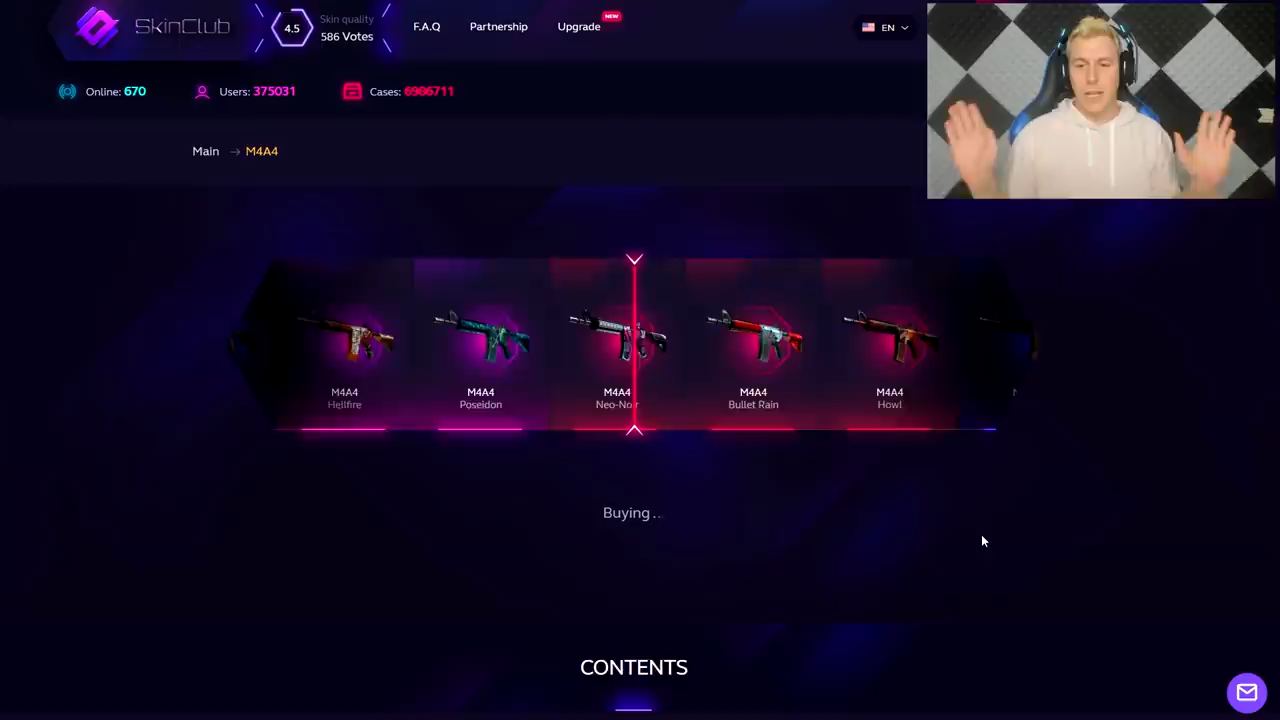 SkinClub
4.5
Skin quality
586 Votes
F.A.Q
Partnership
Upgrade
NEW
EN
Online: 670
Users: 375031
Cases: 6986711
Main → M4A4
M4A4
Hellfire
M4A4
Poseidon
M4A4
Neo-Noir
M4A4
Bullet Rain
M4A4
Howl
Buying ..
CONTENTS